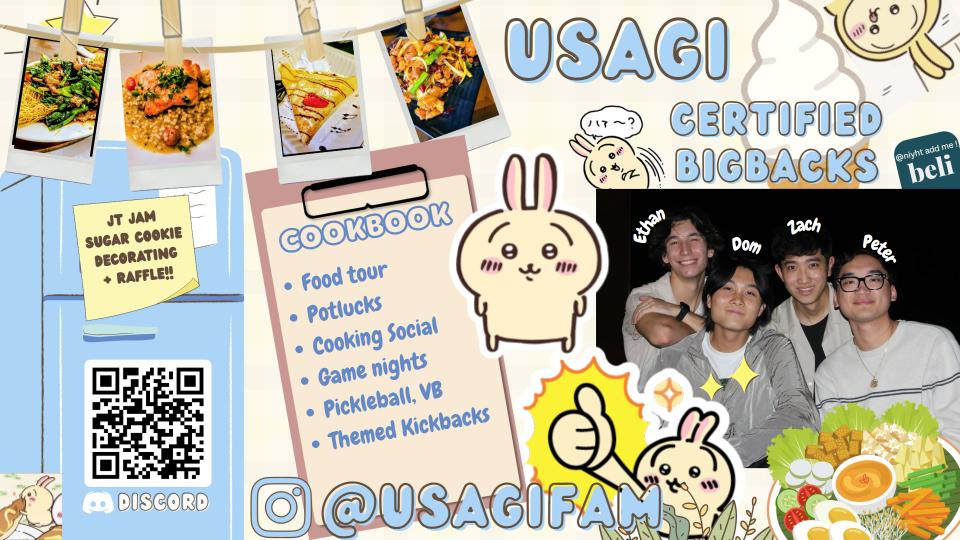 USAGI
CERTIFIED
BIGBACKS
@nlyht add me !
beli
ハァ〜?
JT JAM
SUGAR COOKIE
DECORATING
+ RAFFLE!!
COOKBOOK
• Food tour
• Potlucks
• Cooking Social
• Game nights
• Pickleball, VB
• Themed Kickbacks
Ethan
Dom
Zach
Peter
DISCORD
@USAGIFAM